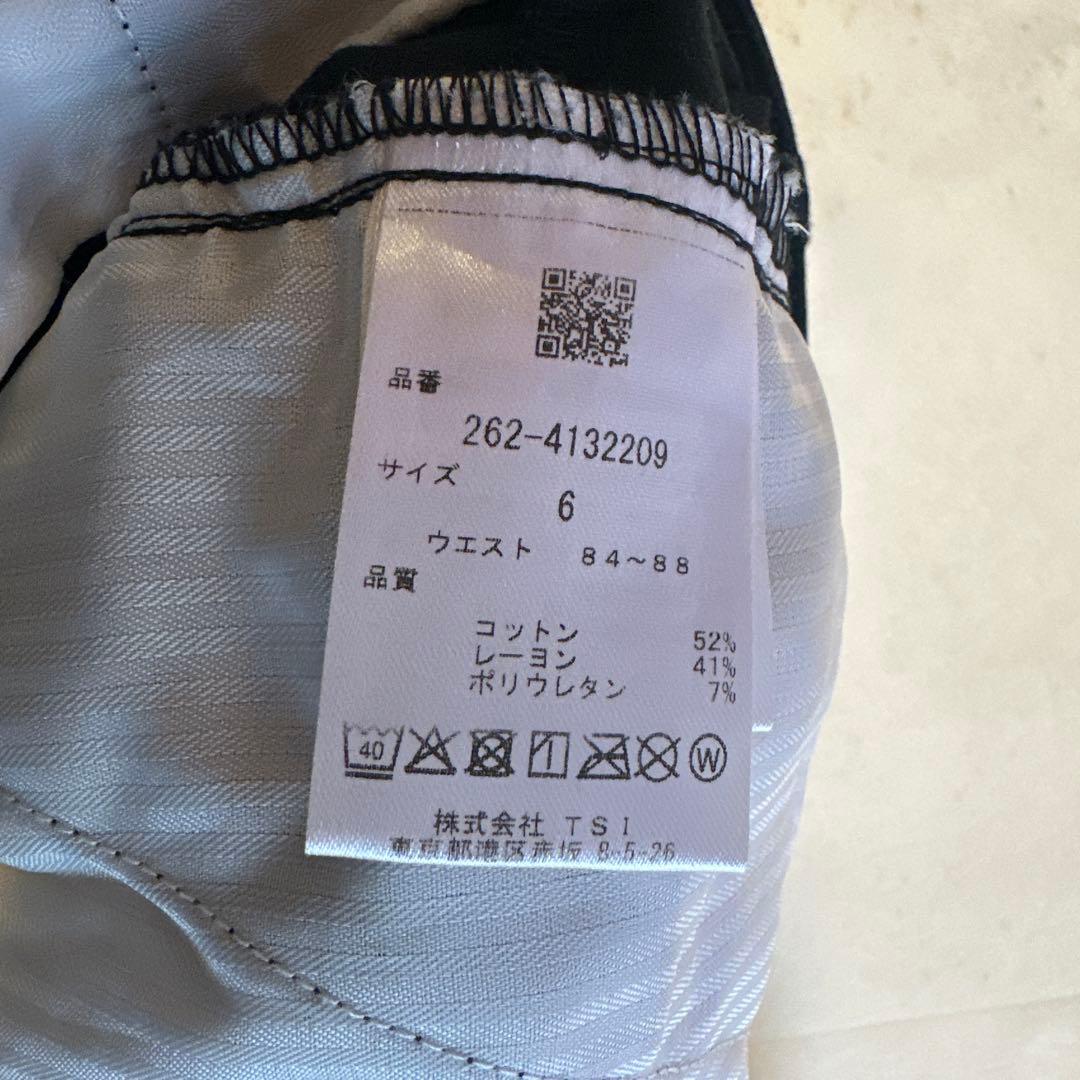 品番
262-4132209
サイズ
6
ウエスト 84~88
品質
コットン 52%
レーヨン 41%
ポリウレタン 7%
40
W
株式会社 TSI
東京都港区赤坂 8-5-26